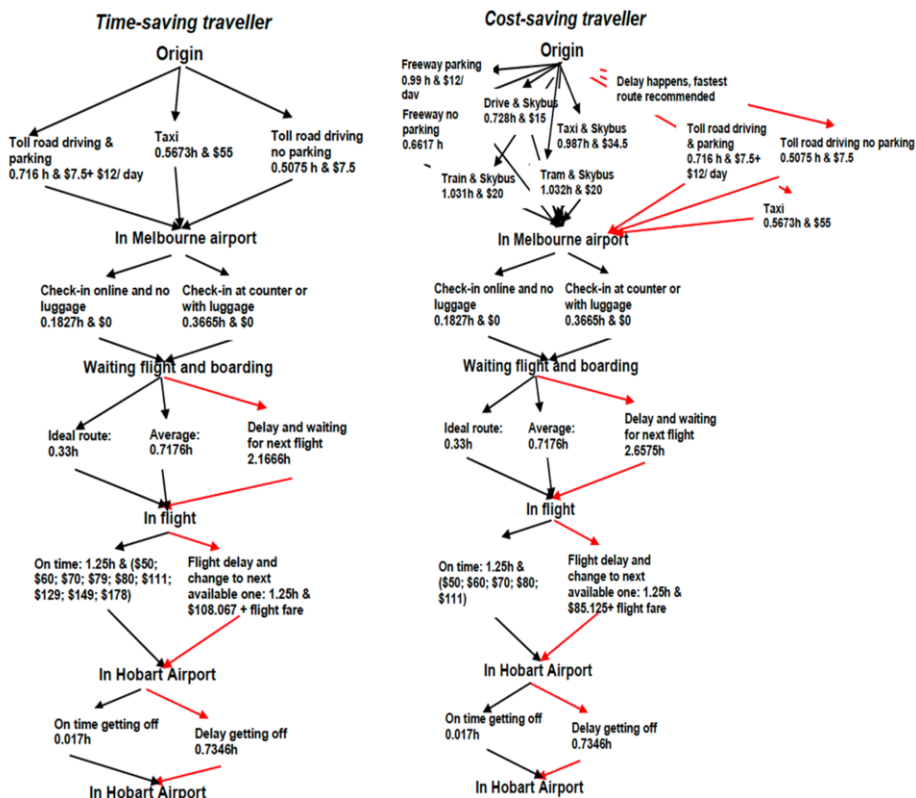 Time-saving traveller
Origin
Toll road driving &
parking
0.716 h & $7.5+ $12/ day
Taxi
0.5673h & $55
Toll road driving
no parking
0.5075 h & $7.5
In Melbourne airport
Check-in online and no
luggage
0.1827h & $0
Check-in at counter or
with luggage
0.3665h & $0
Waiting flight and boarding
Ideal route:
0.33h
Average:
0.7176h
Delay and waiting
for next flight
2.1666h
In flight
On time: 1.25h & ($50;
$60; $70; $79; $80; $111;
$129; $149; $178)
Flight delay and
change to next
available one: 1.25h &
$108.067 + flight fare
In Hobart Airport
On time getting off
0.017h
Delay getting off
0.7346h
In Hobart Airport
Cost-saving traveller
Origin
Freeway parking
0.99 h & $12/
day
Freeway no
parking
0.6617 h
Drive & Skybus
0.728h & $15
Taxi & Skybus
0.987h & $34.5
Train & Skybus
1.031h & $20
Tram & Skybus
1.032h & $20
Delay happens, fastest
route recommended
Toll road driving
& parking
0.716 h & $7.5+
$12/ day
Toll road driving no parking
0.5075 h & $7.5
Taxi
0.5673h & $55
In Melbourne airport
Check-in online and no
luggage
0.1827h & $0
Check-in at counter or
with luggage
0.3665h & $0
Waiting flight and boarding
Ideal route:
0.33h
Average:
0.7176h
Delay and waiting
for next flight
2.6575h
In flight
On time: 1.25h &
($50; $60; $70; $80;
$111)
Flight delay and
change to next
available one: 1.25h &
$85.125+ flight fare
In Hobart Airport
On time getting off
0.017h
Delay getting off
0.7346h
In Hobart Airport